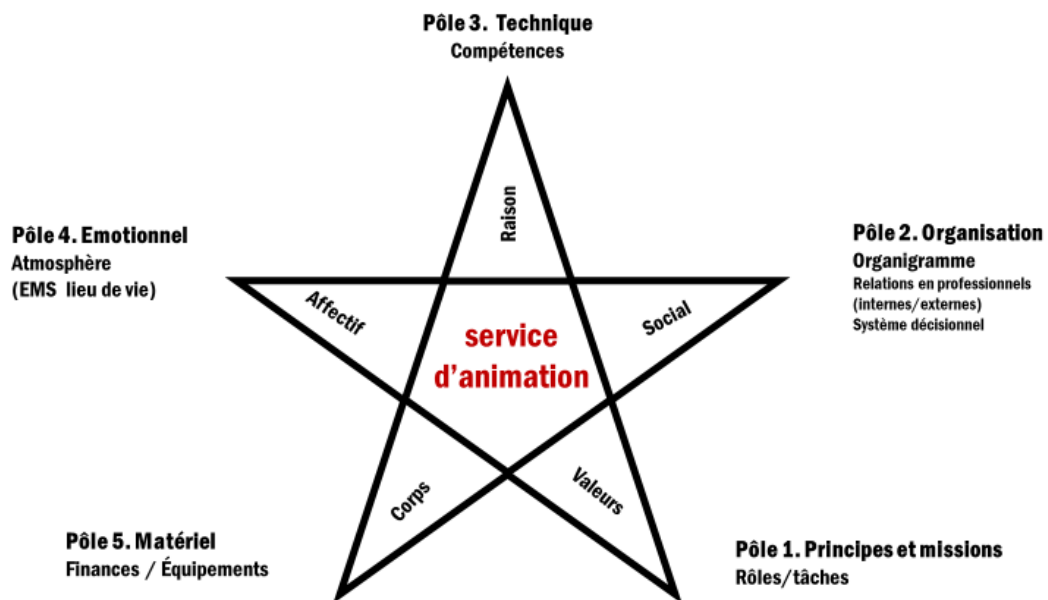 Pôle 3. Technique
Compétences
Raison
Pôle 4. Emotionnel
Atmosphère
(EMS lieu de vie)
Pôle 2. Organisation
Organigramme
Relations en professionnels
(internes/externes)
Système décisionnel
Affectif
Social
service
d'animation
Corps
Valeurs
Pôle 5. Matériel
Finances / Équipements
Pôle 1. Principes et missions
Rôles/tâches